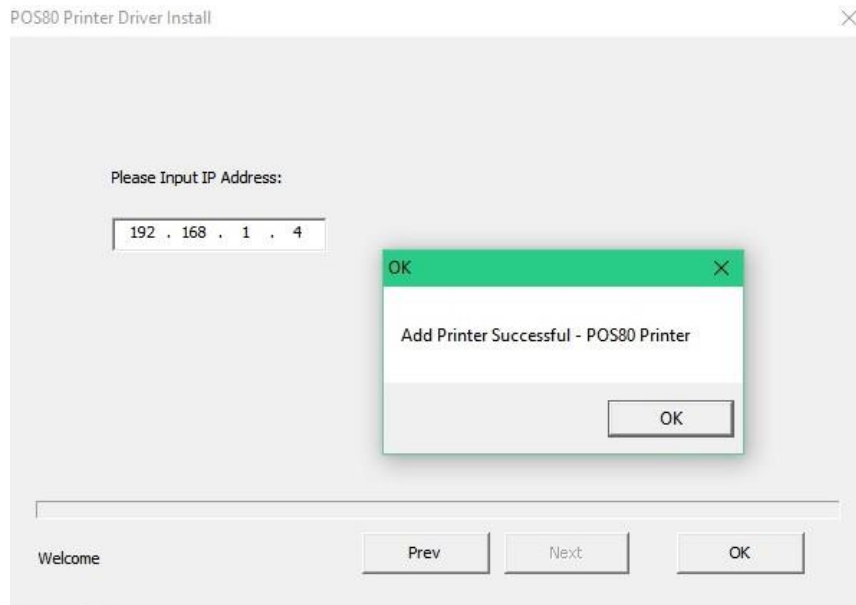 POS80 Printer Driver Install
Please Input IP Address:
192 . 168 . 1 . 4
OK
Add Printer Successful - POS80 Printer
OK
Welcome
Prev
Next
OK